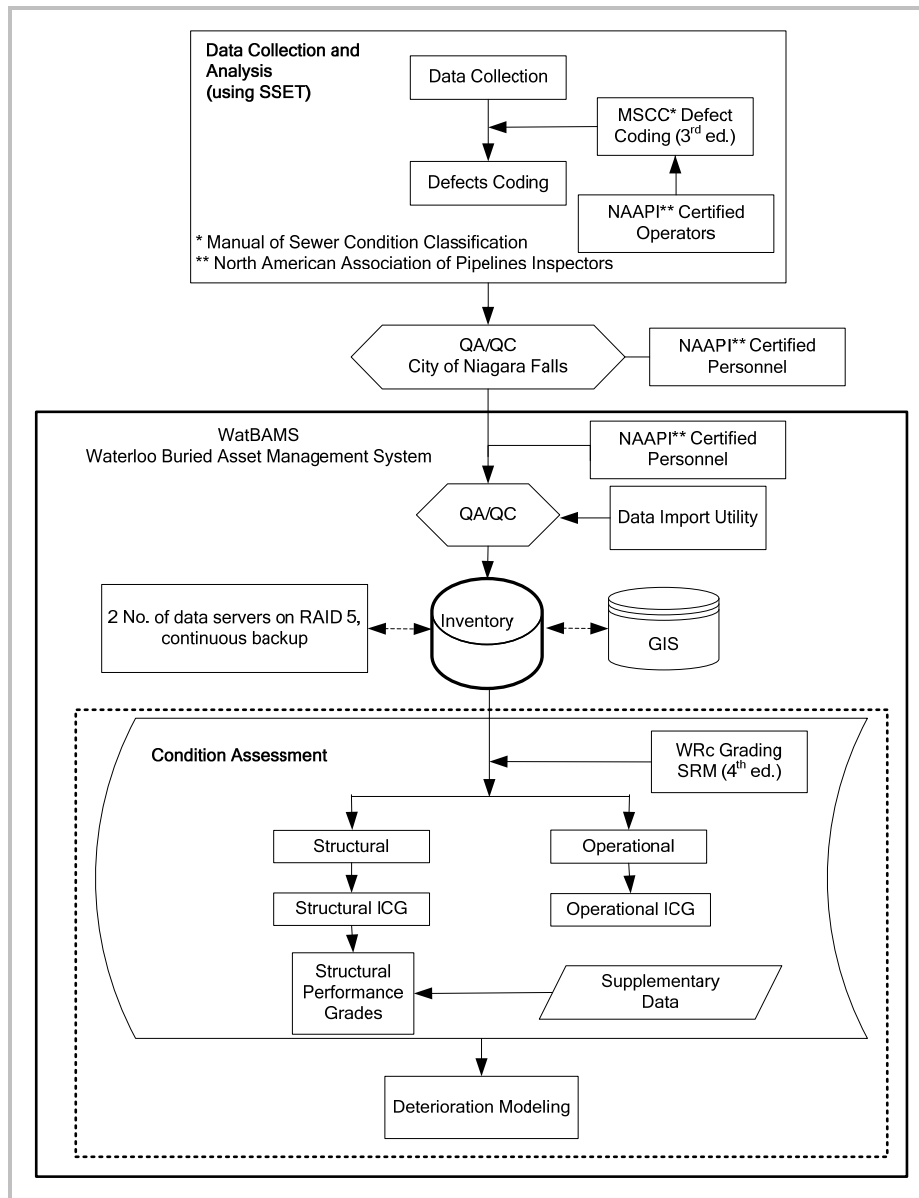 Data Collection and
Analysis
(using SSET)
Data Collection
MSCC* Defect
Coding (3rd ed.)
Defects Coding
NAAPI** Certified
Operators
* Manual of Sewer Condition Classification
** North American Association of Pipelines Inspectors
QA/QC
City of Niagara Falls
NAAPI** Certified
Personnel
WatBAMS
Waterloo Buried Asset Management System
NAAPI** Certified
Personnel
QA/QC
Data Import Utility
2 No. of data servers on RAID 5,
continuous backup
Inventory
GIS
Condition Assessment
WRc Grading
SRM (4th ed.)
Structural
Operational
Structural ICG
Operational ICG
Structural
Performance
Grades
Supplementary
Data
Deterioration Modeling